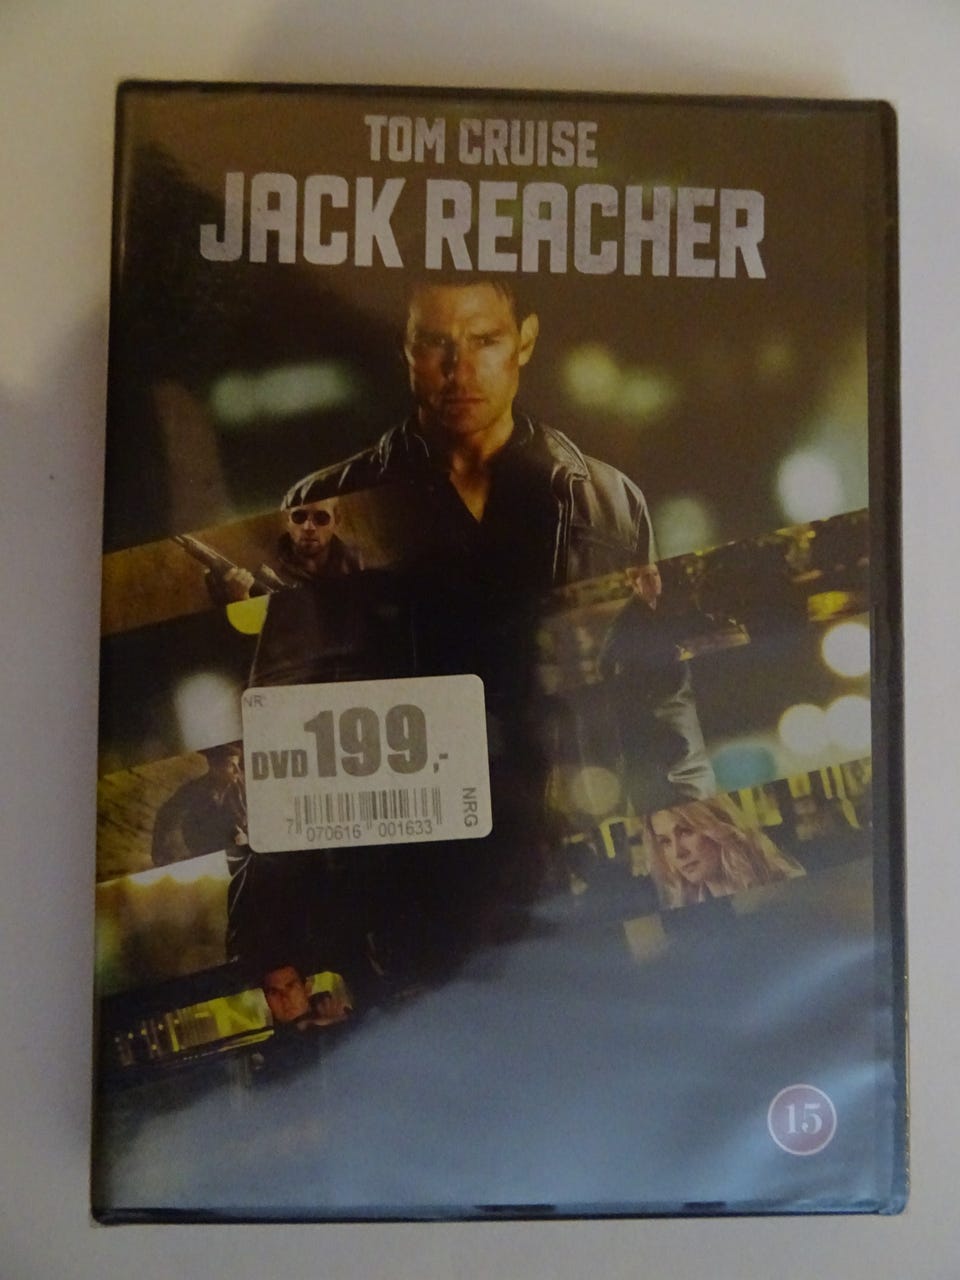 TOM CRUISE
JACK REACHER
NR
DVD 199,-
7 070616 001633
NRG
15